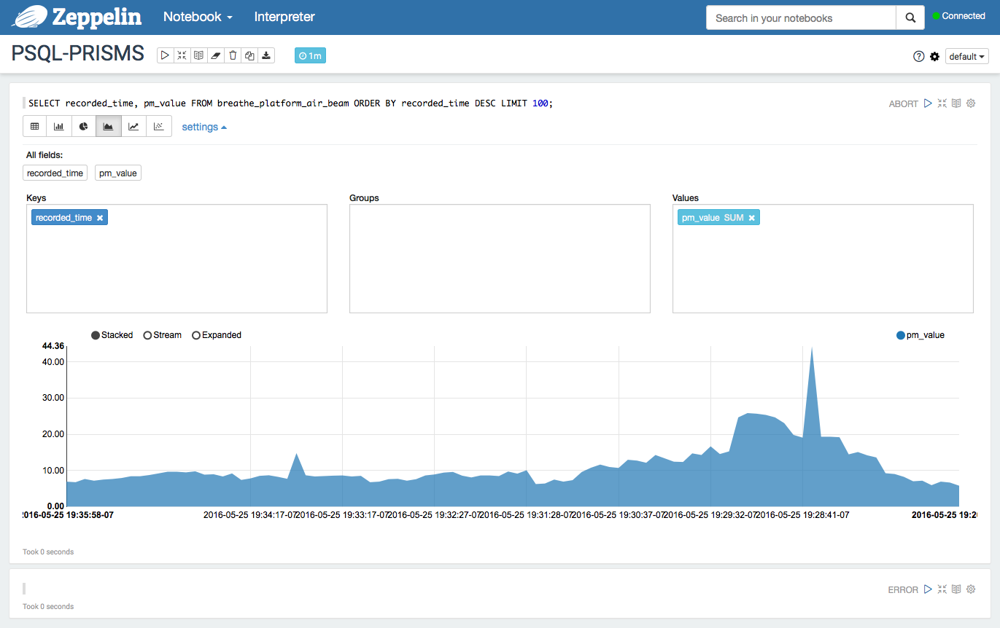 Zeppelin Notebook Interpreter Search in your notebooks Connected
PSQL-PRISMS 1m default
SELECT recorded_time, pm_value FROM breathe_platform_air_beam ORDER BY recorded_time DESC LIMIT 100; ABORT
settings
All fields:
recorded_time pm_value
Keys Groups Values
recorded_time pm_value SUM
Stacked Stream Expanded pm_value
44.36
40.00
30.00
20.00
10.00
0.00
2016-05-25 19:35:58-07 2016-05-25 19:34:17-07 2016-05-25 19:33:17-07 2016-05-25 19:32:27-07 2016-05-25 19:31:28-07 2016-05-25 19:30:37-07 2016-05-25 19:29:32-07 2016-05-25 19:28:41-07 2016-05-25 19:2
Took 0 seconds
ERROR
Took 0 seconds